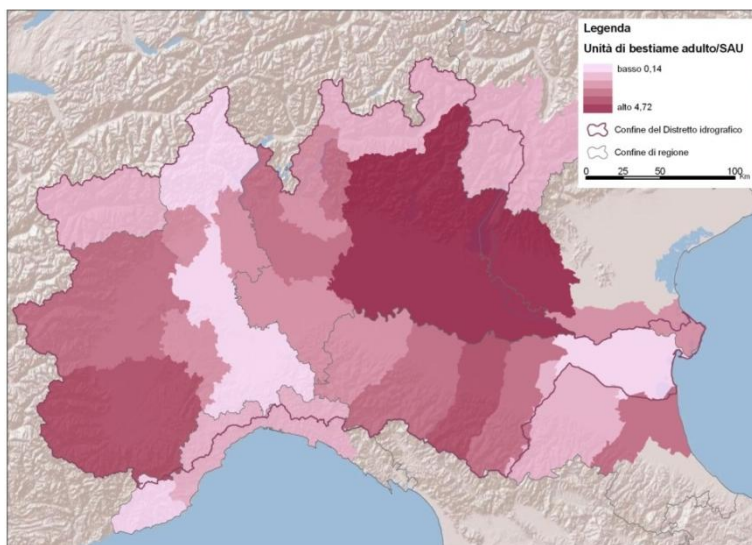 Legenda
Unità di bestiame adulto/SAU
basso 0,14
alto 4,72
Confine del Distretto idrografico
Confine di regione
0 25 50 100
Km